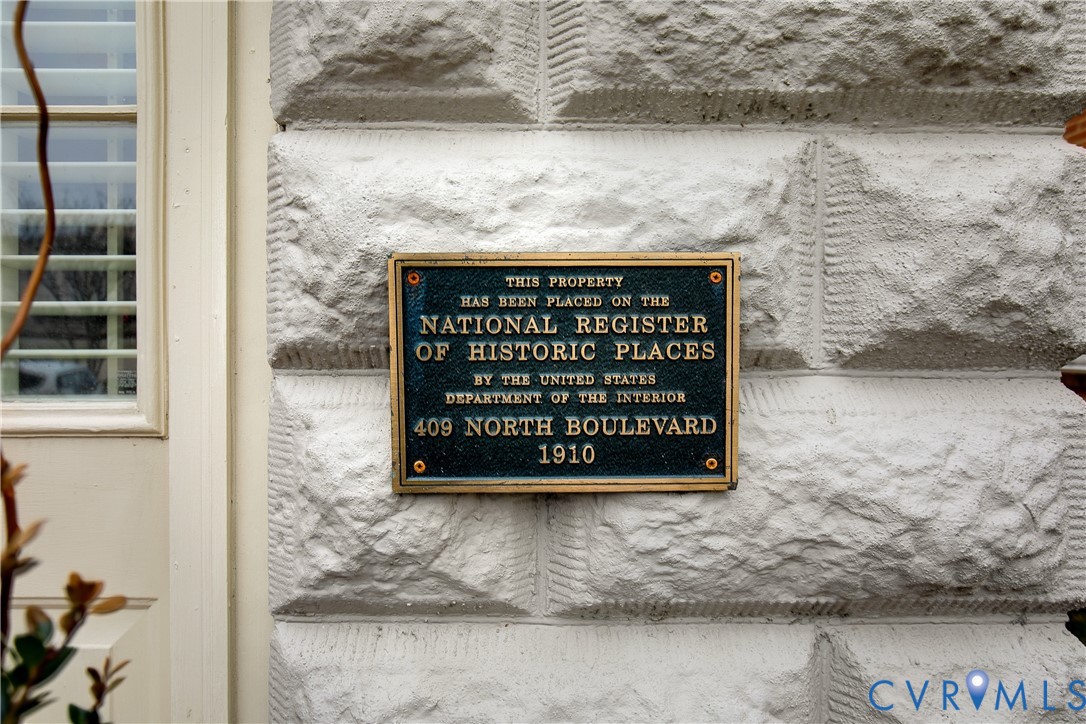 THIS PROPERTY
HAS BEEN PLACED ON THE
NATIONAL REGISTER
OF HISTORIC PLACES
BY THE UNITED STATES
DEPARTMENT OF THE INTERIOR
409 NORTH BOULEVARD
1910
CVRMLS